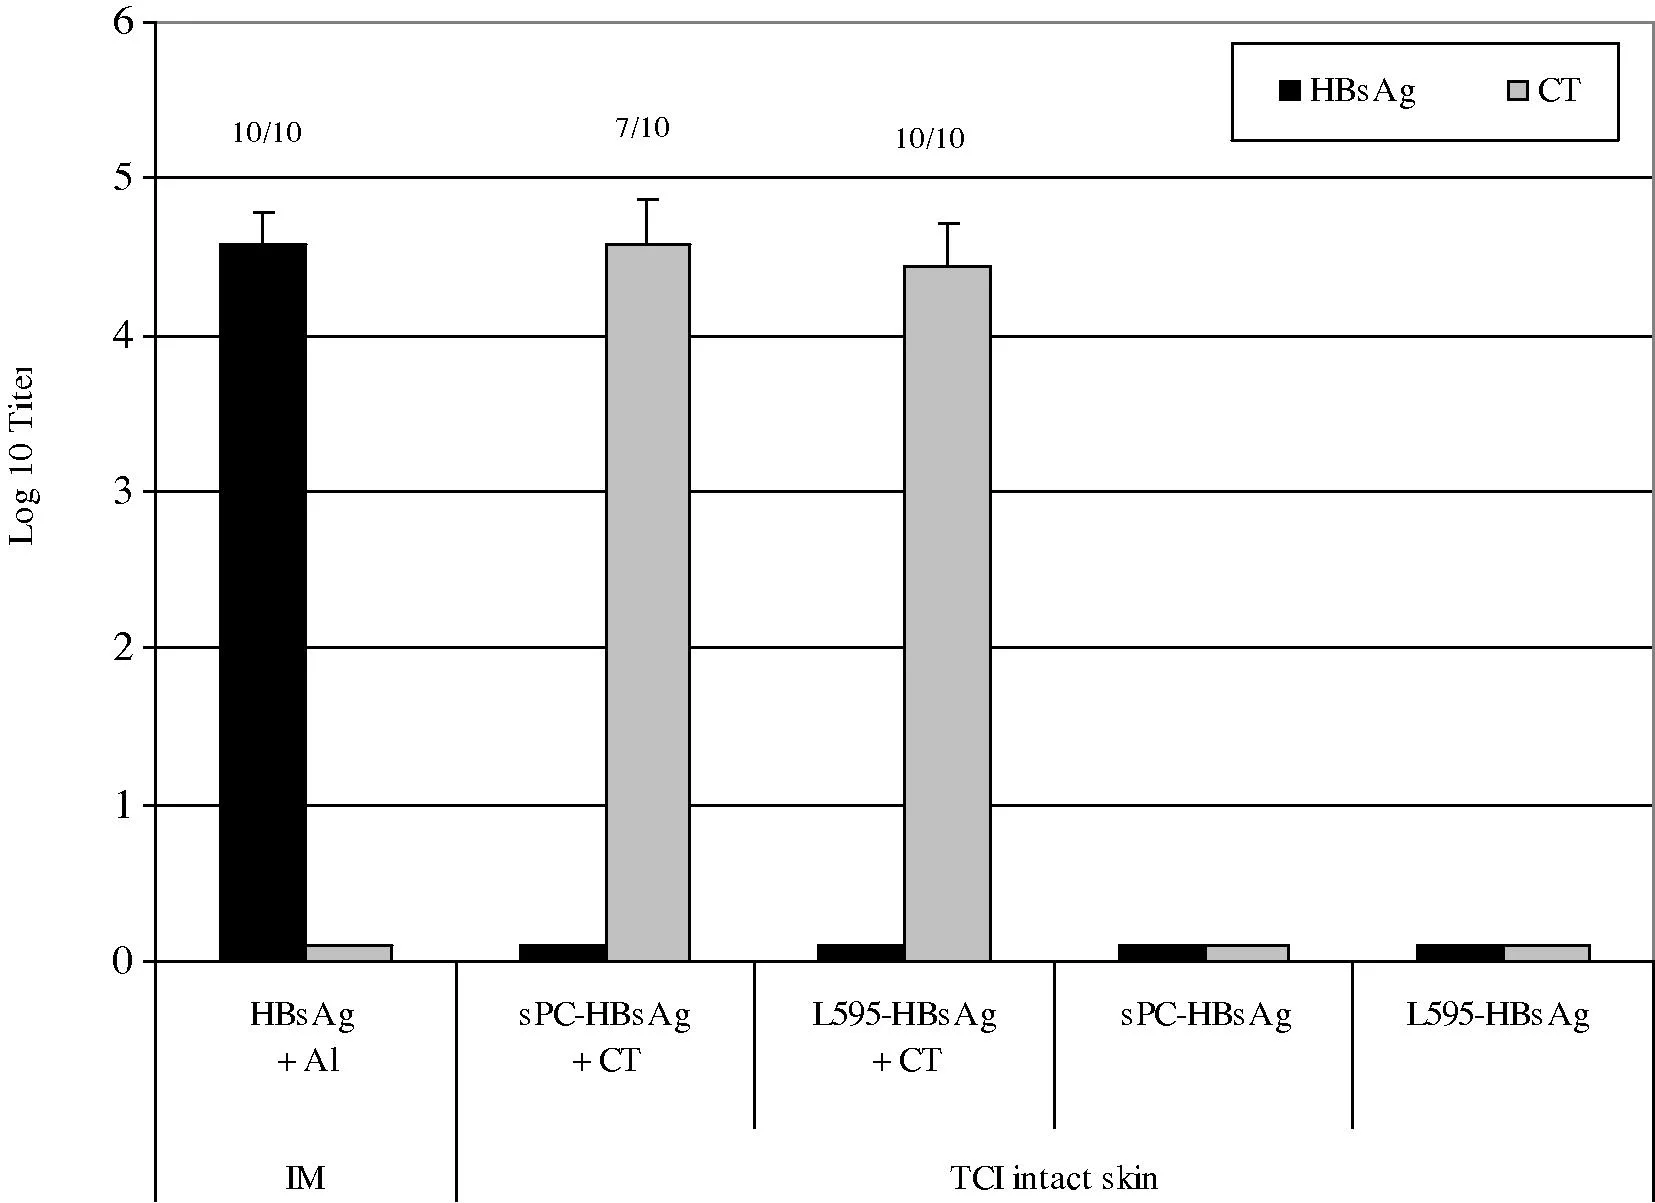 6
5
4
3
2
1
0
Log 10 Titer
HBsAg CT
10/10 7/10 10/10
HBsAg sPC-HBsAg L595-HBsAg sPC-HBsAg L595-HBsAg
+ Al + CT + CT
IM TCI intact skin